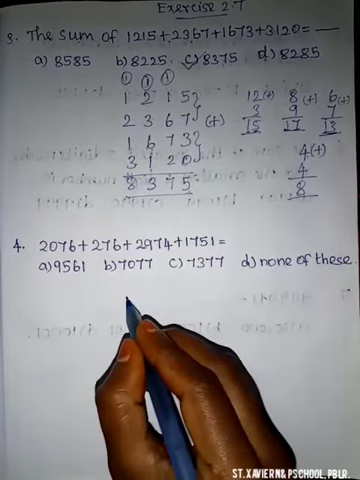 Exercise 2.7
3. The Sum of 1215+2367+1673+3120=
a) 8585 b) 8225 c) 8375 d) 8285
1 1 1
1 2 1 5 12(+) 8(+) 6(+)
2 3 6 7 (+) 3 9 7
1 6 7 3 15 17 13
3 1 2 0 4(+)
8 3 7 5 4
8
4. 2076+276+2974+1751=
a) 9561 b) 7077 c) 7377 d) none of these.
ST.XAVIER N& P SCHOOL, PBLR.